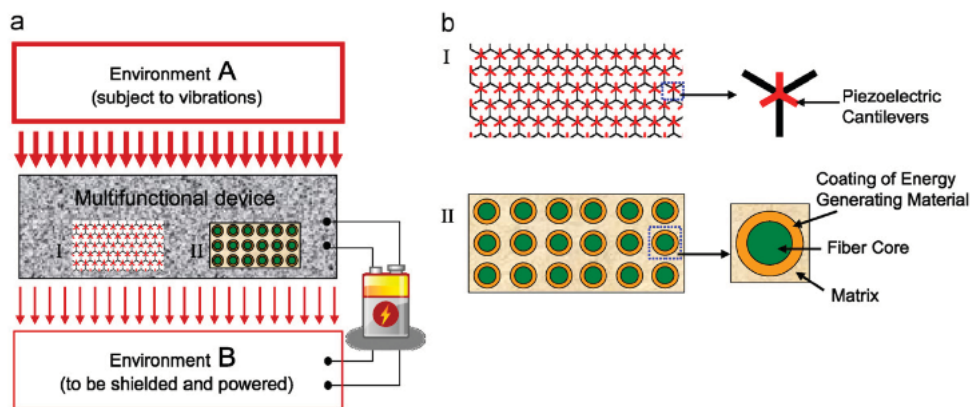 a
Environment A
(subject to vibrations)
Multifunctional device
I
II
Environment B
(to be shielded and powered)
b
I
Piezoelectric
Cantilevers
II
Coating of Energy
Generating Material
Fiber Core
Matrix